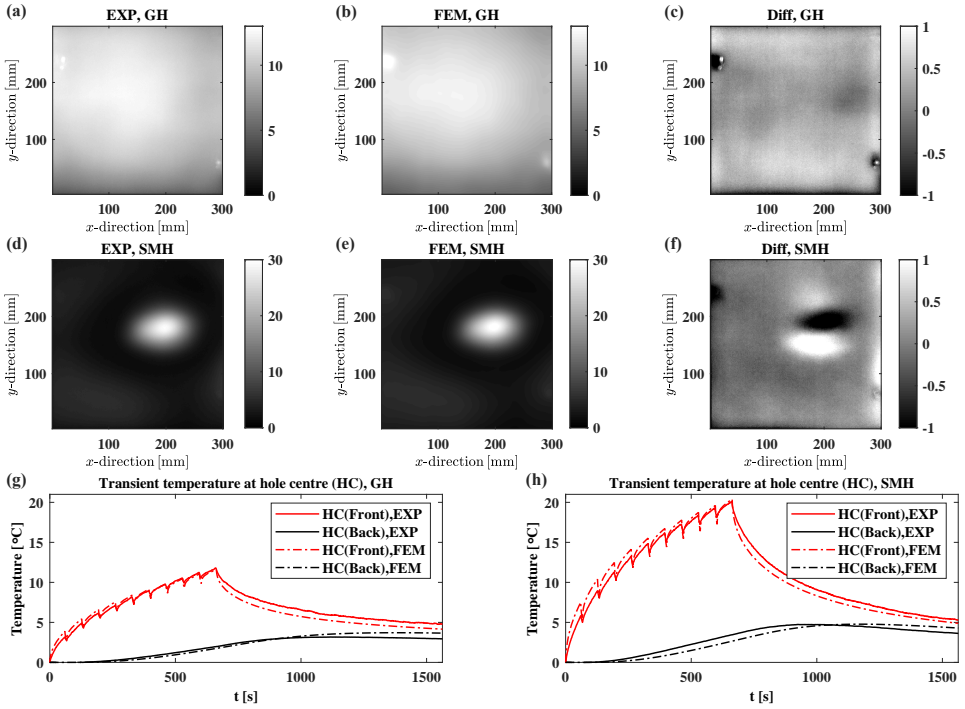 (a) EXP, GH
(b) FEM, GH
(c) Diff, GH
y-direction [mm]
200
100
100 200 300
x-direction [mm]
10
5
0
y-direction [mm]
200
100
100 200 300
x-direction [mm]
10
5
0
y-direction [mm]
200
100
100 200 300
x-direction [mm]
1
0.5
0
-0.5
-1
(d) EXP, SMH
(e) FEM, SMH
(f) Diff, SMH
y-direction [mm]
200
100
100 200 300
x-direction [mm]
30
20
10
0
y-direction [mm]
200
100
100 200 300
x-direction [mm]
30
20
10
0
y-direction [mm]
200
100
100 200 300
x-direction [mm]
1
0.5
0
-0.5
-1
(g) Transient temperature at hole centre (HC), GH
Temperature [°C]
20
15
10
5
0
HC(Front),EXP
HC(Back),EXP
HC(Front),FEM
HC(Back),FEM
0 500 1000 1500
t [s]
(h) Transient temperature at hole centre (HC), SMH
Temperature [°C]
20
15
10
5
0
HC(Front),EXP
HC(Back),EXP
HC(Front),FEM
HC(Back),FEM
0 500 1000 1500
t [s]